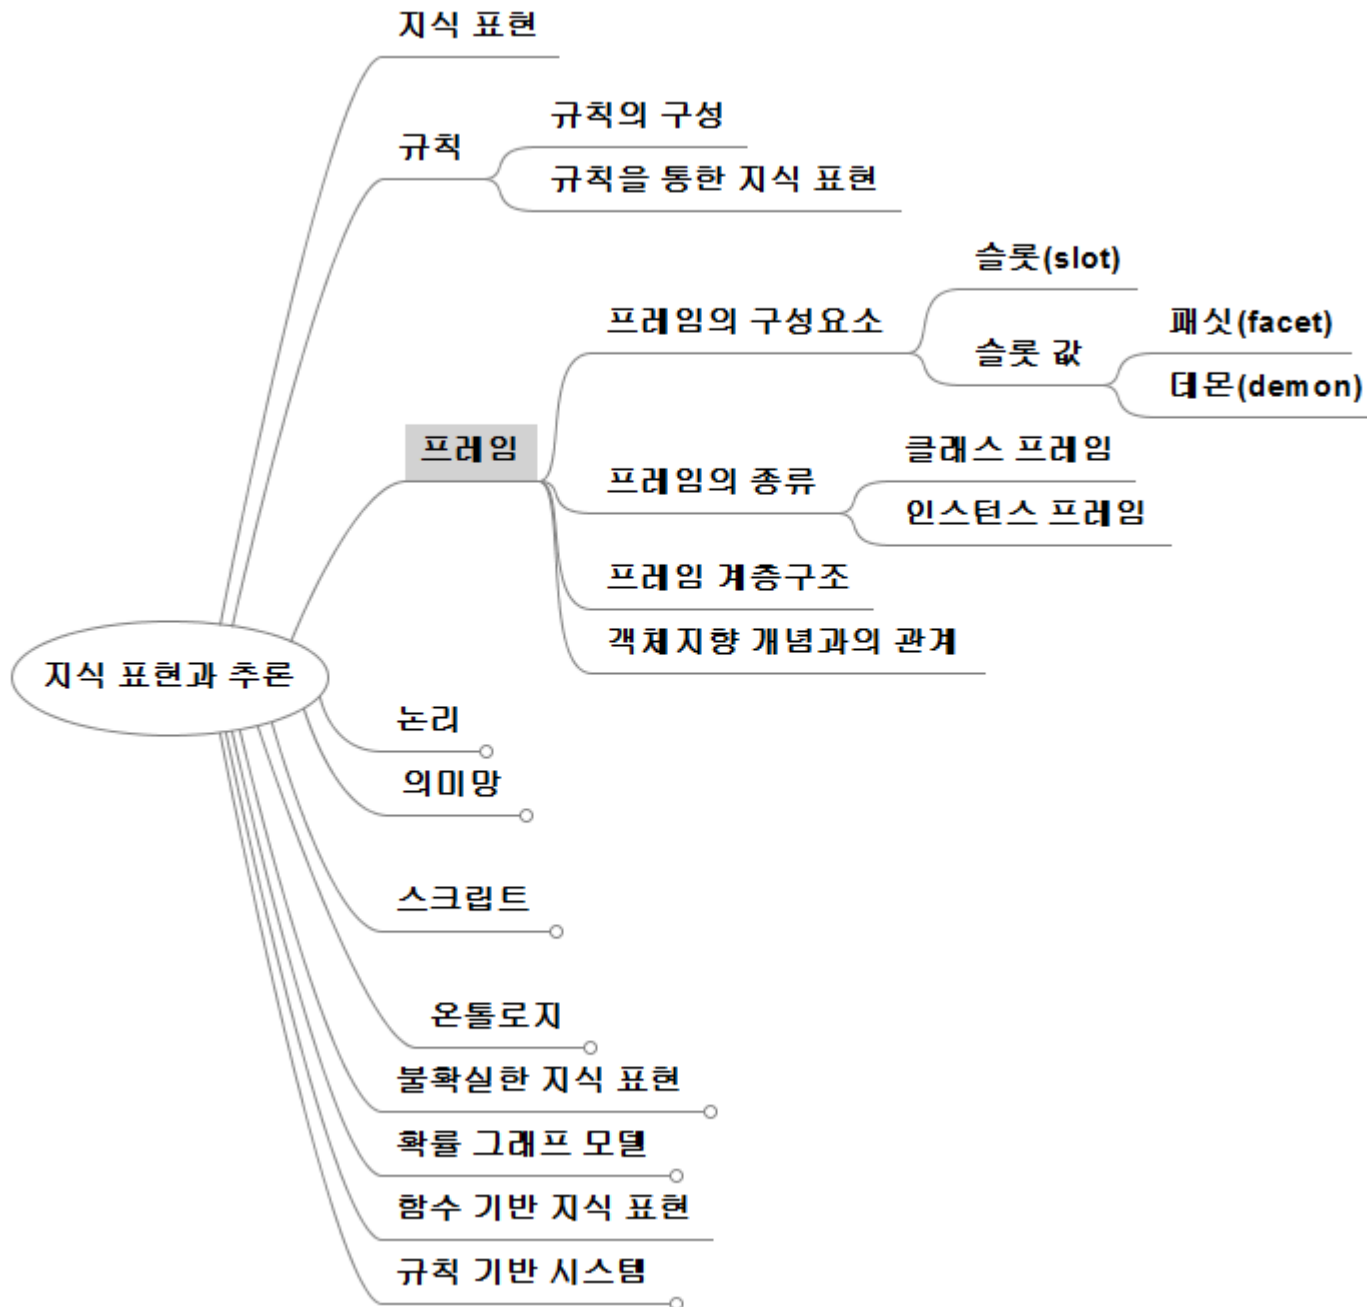 지식 표현
규칙
규칙의 구성
규칙을 통한 지식 표현
프레임
프레임의 구성요소
슬롯(slot)
슬롯 값
패싯(facet)
데몬(demon)
프레임의 종류
클래스 프레임
인스턴스 프레임
프레임 계층구조
객체지향 개념과의 관계
지식 표현과 추론
논리
의미망
스크립트
온톨로지
불확실한 지식 표현
확률 그래프 모델
함수 기반 지식 표현
규칙 기반 시스템